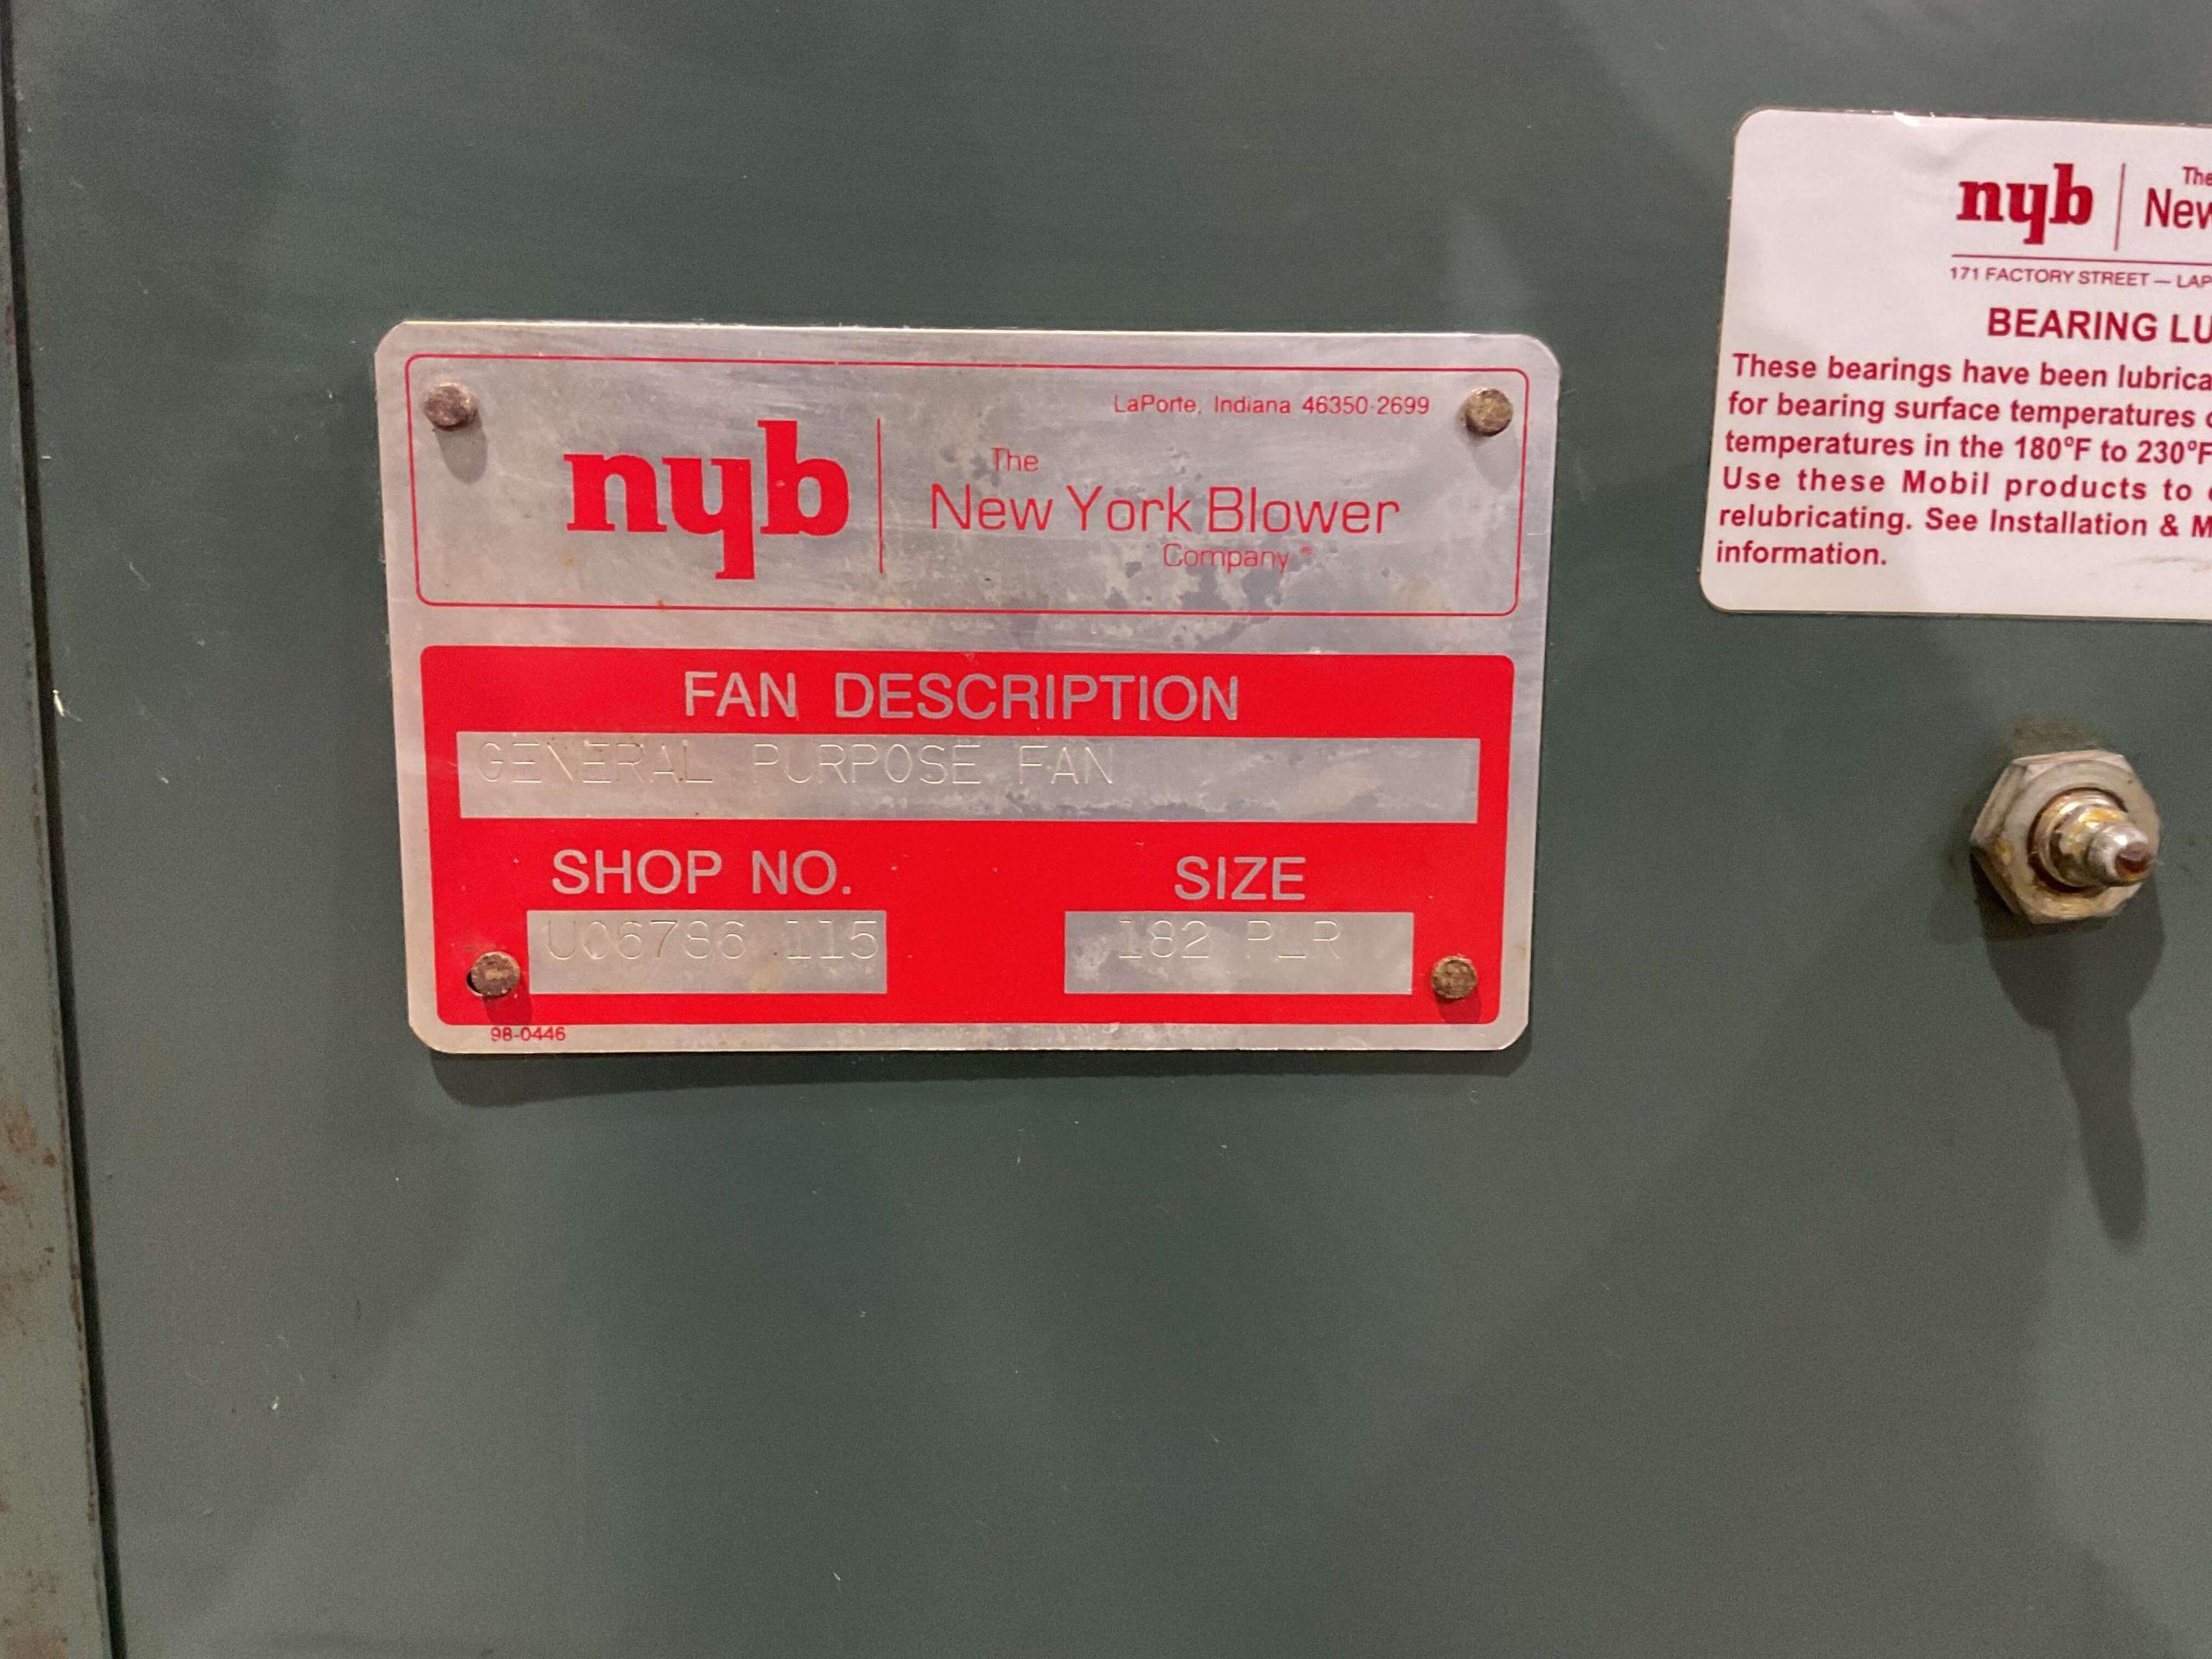 LaPorte, Indiana 46350-2699
nyb
The
New York Blower
Company®
FAN DESCRIPTION
GENERAL PURPOSE FAN
SHOP NO.
SIZE
U06786 115
182 PLR
98-0446
nyb
The
New
171 FACTORY STREET — LAP
BEARING LU
These bearings have been lubrica
for bearing surface temperatures
temperatures in the 180°F to 230°F
Use these Mobil products to
relubricating. See Installation & M
information.